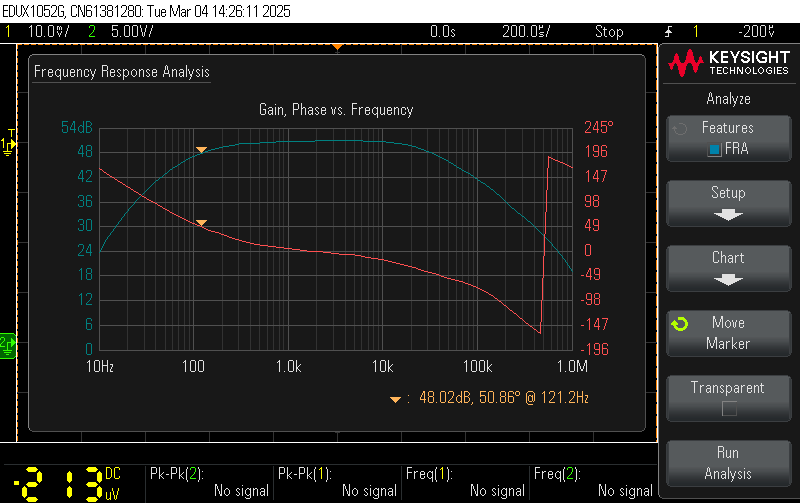 EDUX1052G, CN61381280: Tue Mar 04 14:26:11 2025
1 10.0V/ 2 5.00V/ 0.0s 200.0s/ Stop 1 -200V
KEYSIGHT
TECHNOLOGIES
Analyze
Features
FRA
Setup
Chart
Move
Marker
Transparent
Run
Analysis
Frequency Response Analysis
Gain, Phase vs. Frequency
54dB 245°
48 196
42 147
36 98
30 49
24 0
18 -49
12 -98
6 -147
0 -196
10Hz 100 1.0k 10k 100k 1.0M
: 48.02dB, 50.86° @ 121.2Hz
T
1
2
-213 DC
uV
Pk-Pk(2): Pk-Pk(1): Freq(1): Freq(2):
No signal No signal No signal No signal